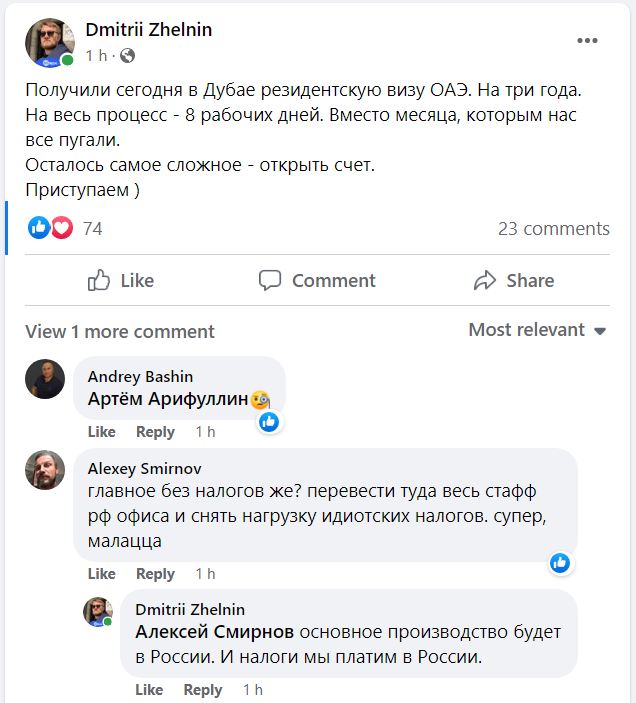 Dmitrii Zhelnin
1 h ·
Получили сегодня в Дубае резидентскую визу ОАЭ. На три года.
На весь процесс - 8 рабочих дней. Вместо месяца, которым нас
все пугали.
Осталось самое сложное - открыть счет.
Приступаем )
74
23 comments
Like
Comment
Share
View 1 more comment
Most relevant
Andrey Bashin
Артём Арифуллин🧐
Like Reply 1 h
Alexey Smirnov
главное без налогов же? перевести туда весь стафф
рф офиса и снять нагрузку идиотских налогов. супер,
малацца
Like Reply 1 h
Dmitrii Zhelnin
Алексей Смирнов основное производство будет
в России. И налоги мы платим в России.
Like Reply 1 h